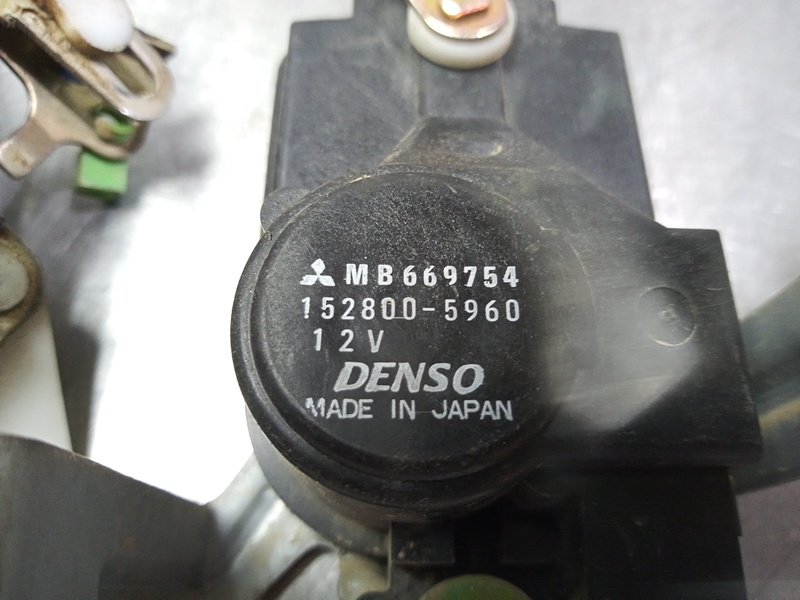 MB669754
152800-5960
12V
DENSO
MADE IN JAPAN